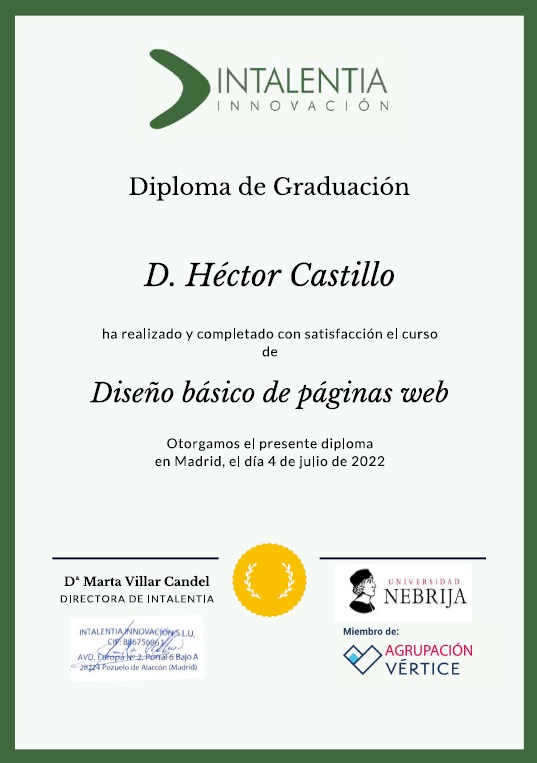 INTALENTIA
INNOVACIÓN
Diploma de Graduación
D. Héctor Castillo
ha realizado y completado con satisfacción el curso
de
Diseño básico de páginas web
Otorgamos el presente diploma
en Madrid, el día 4 de julio de 2022
Dª Marta Villar Candel
DIRECTORA DE INTALENTIA
INTALENTIA INNOVACIÓN S.L.U.
CIF:
AVD. Europa Nº 2, Portal 6 Bajo A
28224 Pozuelo de Alarcón (Madrid)
UNIVERSIDAD
NEBRIJA
Miembro de:
AGRUPACIÓN
VÉRTICE